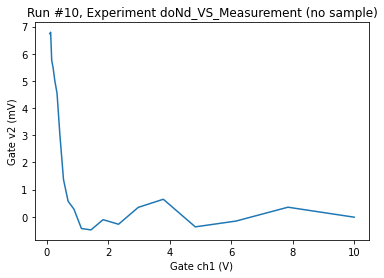 Run #10, Experiment doNd_VS_Measurement (no sample)
7
6
5
4
3
2
1
0
Gate v2 (mV)
0 2 4 6 8 10
Gate ch1 (V)